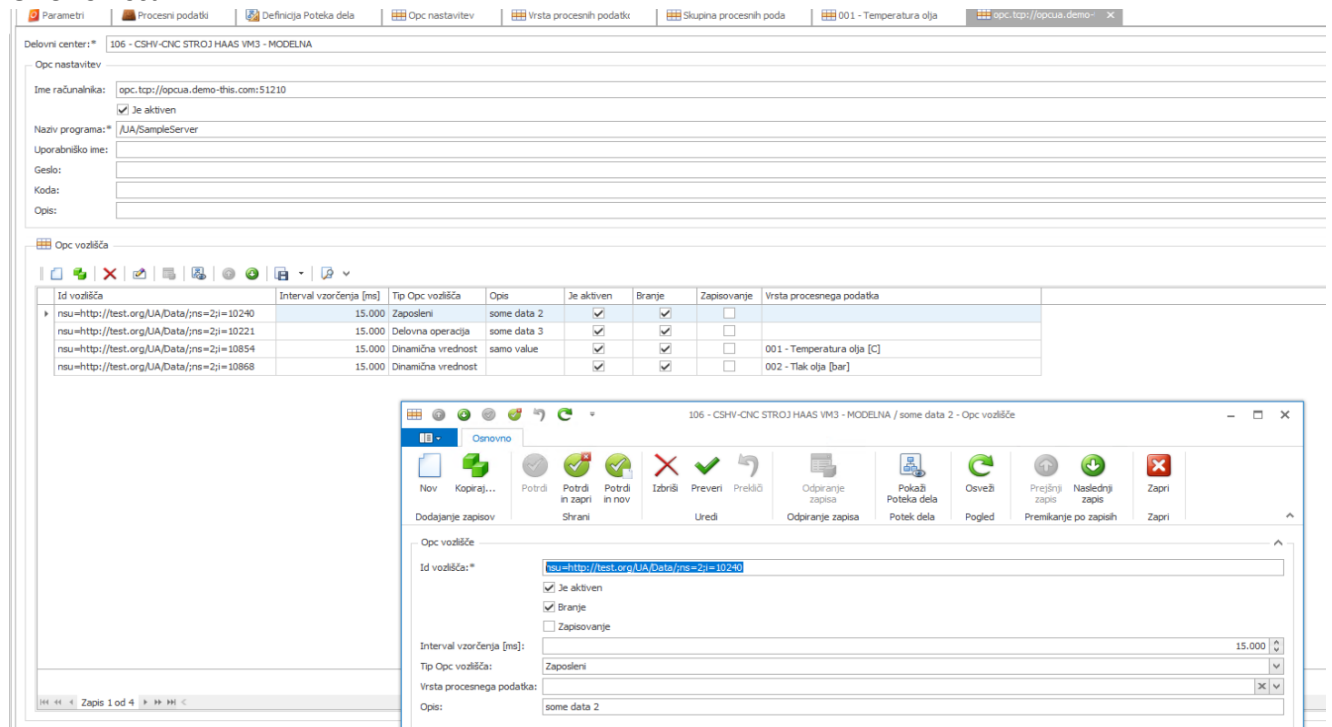 Parametri Procesni podatki Definicija Poteka dela Opc nastavitev Vrsta procesnih podatkc Skupina procesnih poda 001 - Temperatura olja opc.tcp://opcua.demo-
Delovni center:* 106 - CSHV-CNC STROJ HAAS VM3 - MODELNA
Opc nastavitev
Ime računalnika: opc.tcp://opcua.demo-this.com:51210
Je aktiven
Naziv programa:* /UA/SampleServer
Uporabniško ime:
Geslo:
Koda:
Opis:
Opc vozlišča
Id vozlišča Interval vzorčenja [ms] Tip Opc vozlišča Opis Je aktiven Branje Zapisovanje Vrsta procesnega podatka
nsu=http://test.org/UA/Data/;ns=2;i=10240 15.000 Zaposleni some data 2
nsu=http://test.org/UA/Data/;ns=2;i=10221 15.000 Delovna operacija some data 3
nsu=http://test.org/UA/Data/;ns=2;i=10854 15.000 Dinamična vrednost samo value 001 - Temperatura olja [C]
nsu=http://test.org/UA/Data/;ns=2;i=10868 15.000 Dinamična vrednost 002 - Tlak olja [bar]
106 - CSHV-CNC STROJ HAAS VM3 - MODELNA / some data 2 - Opc vozlišče
Osnovno
Nov Kopiraj... Potrdi Potrdi in zapri Potrdi in nov Izbriši Preveri Prekliči Odpiranje zapisa Pokaži Poteka dela Osveži Prejšnji zapis Naslednji zapis Zapri
Dodajanje zapisov Shrani Uredi Odpiranje zapisa Potek dela Pogled Premikanje po zapisih Zapri
Opc vozlišče
Id vozlišča:* nsu=http://test.org/UA/Data/;ns=2;i=10240
Je aktiven
Branje
Zapisovanje
Interval vzorčenja [ms]: 15.000
Tip Opc vozlišča: Zaposleni
Vrsta procesnega podatka:
Opis: some data 2
Zapis 1 od 4